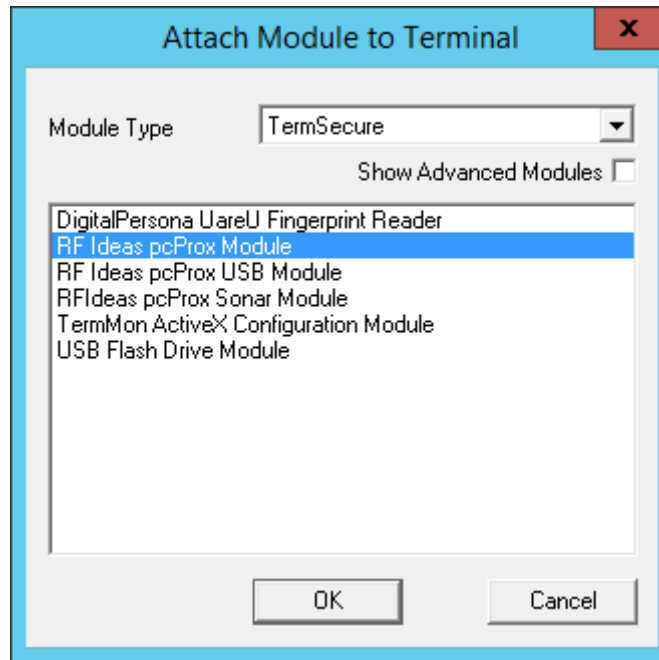 Attach Module to Terminal
x
Module Type
TermSecure
Show Advanced Modules
DigitalPersona UareU Fingerprint Reader
RF Ideas pcProx Module
RF Ideas pcProx USB Module
RFIdeas pcProx Sonar Module
TermMon ActiveX Configuration Module
USB Flash Drive Module
OK
Cancel